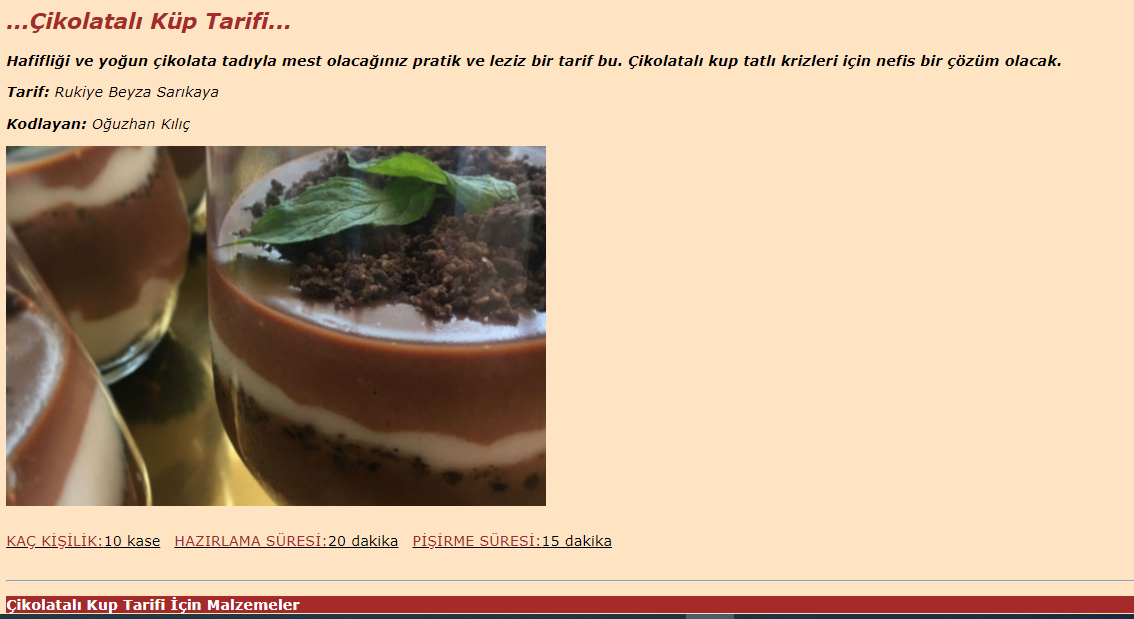 ...Çikolatalı Küp Tarifi...
Hafifliği ve yoğun çikolata tadıyla mest olacağınız pratik ve leziz bir tarif bu. Çikolatalı kup tatlı krizleri için nefis bir çözüm olacak.
Tarif: Rukiye Beyza Sarıkaya
Kodlayan: Oğuzhan Kılıç
KAÇ KİŞİLİK:10 kase HAZIRLAMA SÜRESİ:20 dakika PİŞİRME SÜRESİ:15 dakika
Çikolatalı Kup Tarifi İçin Malzemeler